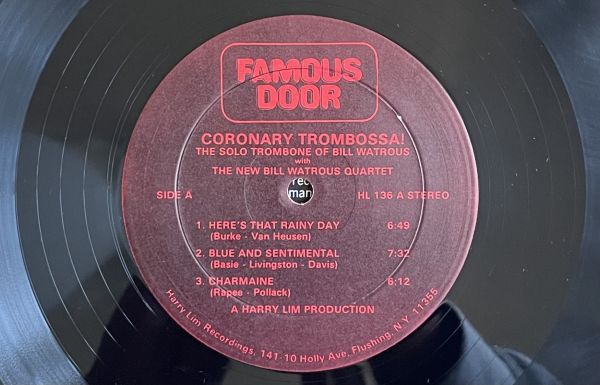 FAMOUS
DOOR
CORONARY TROMBOSSA!
THE SOLO TROMBONE OF BILL WATROUS
with
THE NEW BILL WATROUS QUARTET
rec
man
SIDE A
HL 136 A STEREO
1. HERE'S THAT RAINY DAY 6:49
(Burke - Van Heusen)
2. BLUE AND SENTIMENTAL 7:32
(Basie - Livingston - Davis)
3. CHARMAINE 6:12
(Rapee - Pollack)
A HARRY LIM PRODUCTION
Harry Lim Recordings, 141-10 Holly Ave, Flushing, N.Y 11355